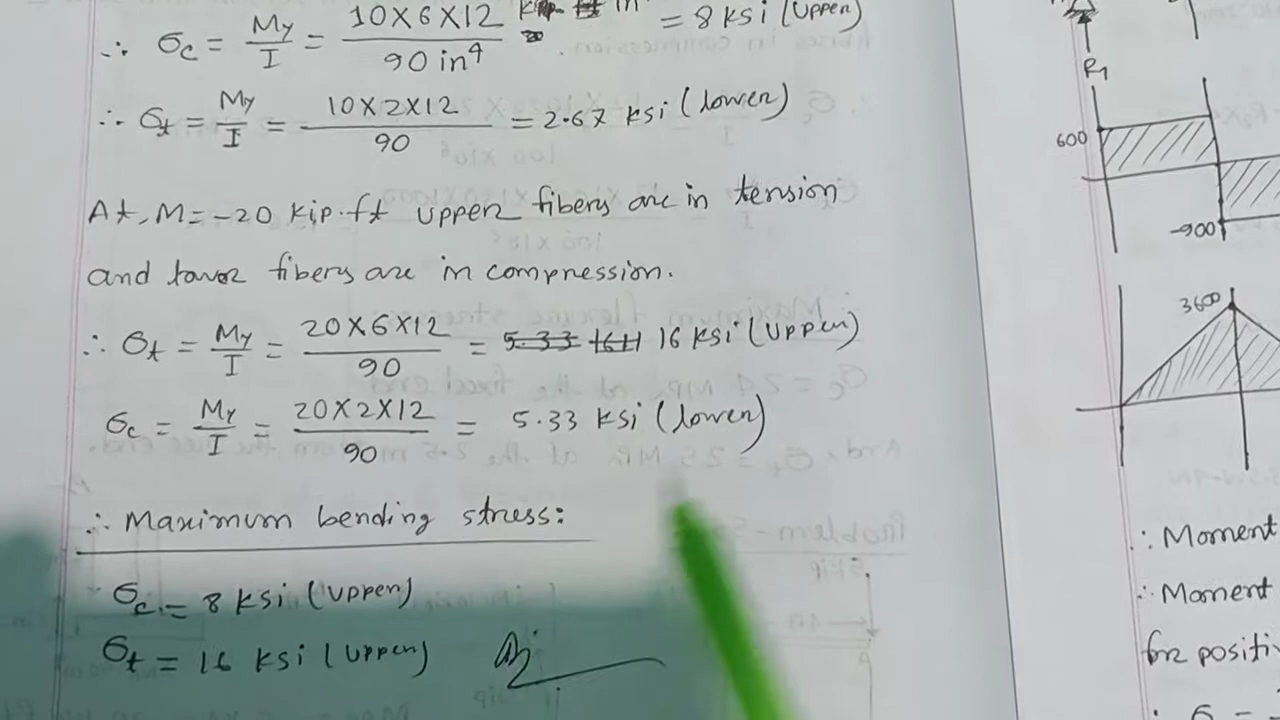 ∴ σc = My/I = 10×6×12 / 90 in⁴ = 8 ksi (Upper)
∴ σt = My/I = 10×2×12 / 90 = 2.67 ksi (lower)
At, M = -20 kip.ft upper fibers are in tension
and lower fibers are in compression.
∴ σt = My/I = 20×6×12 / 90 = 5.33 16 ksi (Upper)
σc = My/I = 20×2×12 / 90 = 5.33 ksi (lower)
∴ Maximum bending stress:
σc = 8 ksi (Upper)
σt = 16 ksi (Upper)
R1
600
-900
3600
∴ Moment
∴ Moment
for positi